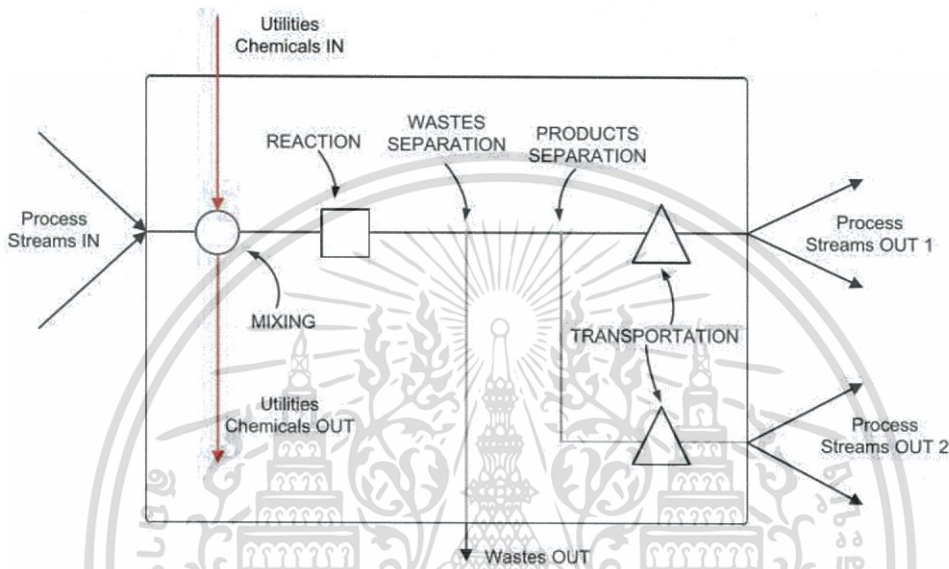 Utilities
Chemicals IN
REACTION
WASTES
SEPARATION
PRODUCTS
SEPARATION
Process
Streams IN
Process
Streams OUT 1
MIXING
TRANSPORTATION
Utilities
Chemicals OUT
Process
Streams OUT 2
Wastes OUT